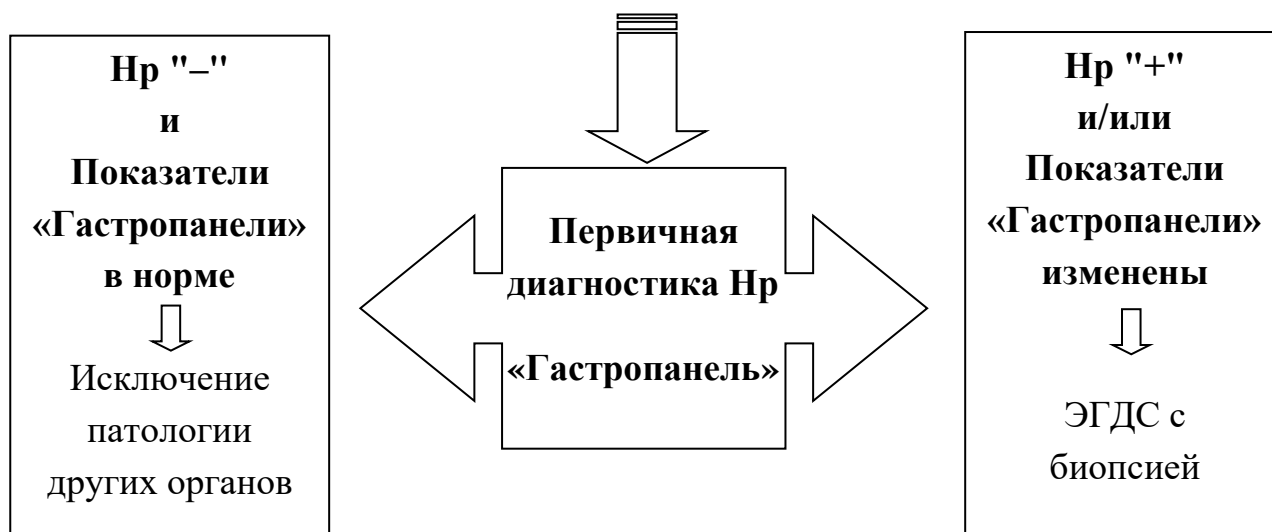 Нр "–"
и
Показатели
«Гастропанели»
в норме
Исключение
патологии
других органов
Первичная
диагностика Нр
«Гастропанель»
Нр "+"
и/или
Показатели
«Гастропанели»
изменены
ЭГДС с
биопсией